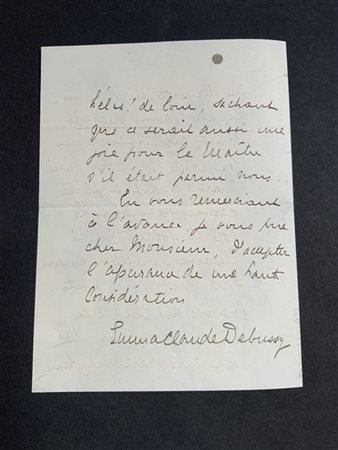 hélas! de loin, sachant
que ce serait aussi une
joie pour le Maître
s'il était parmi nous..
En vous remerciant
à l'avance je vous prie
cher Monsieur, d'accepter
l'assurance de ma haute
considération
Emma Claude Debussy